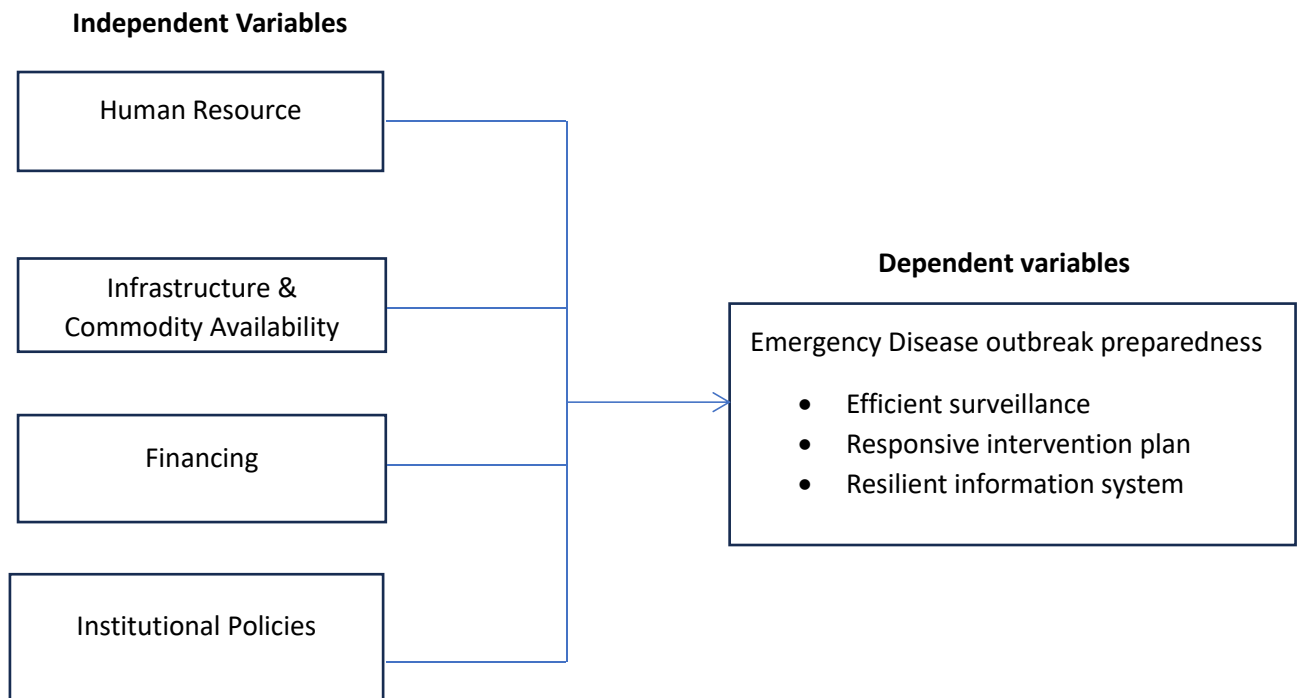 Independent Variables
Human Resource
Infrastructure &
Commodity Availability
Financing
Institutional Policies
Dependent variables
Emergency Disease outbreak preparedness
• Efficient surveillance
• Responsive intervention plan
• Resilient information system